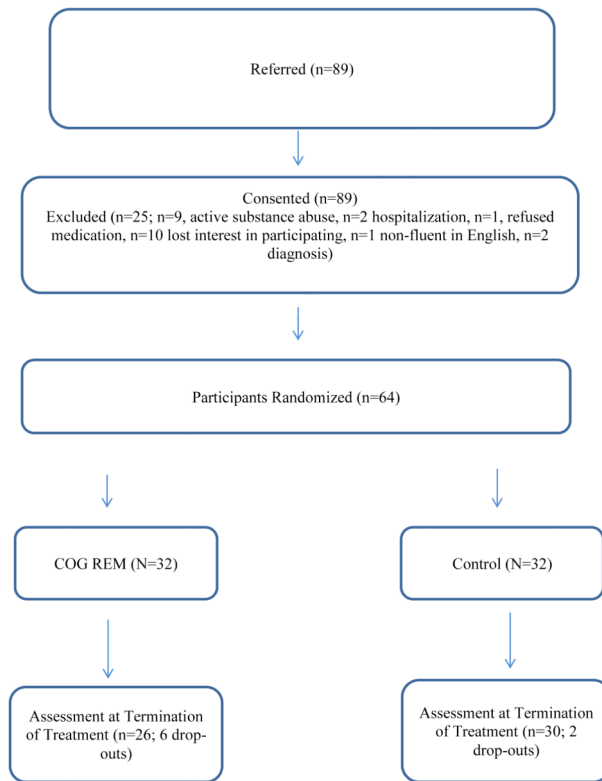 Referred (n=89)
Consented (n=89)
Excluded (n=25; n=9, active substance abuse, n=2 hospitalization, n=1, refused
medication, n=10 lost interest in participating, n=1 non-fluent in English, n=2
diagnosis)
Participants Randomized (n=64)
COG REM (N=32)
Control (N=32)
Assessment at Termination
of Treatment (n=26; 6 drop-
outs)
Assessment at Termination
of Treatment (n=30; 2
drop-outs)